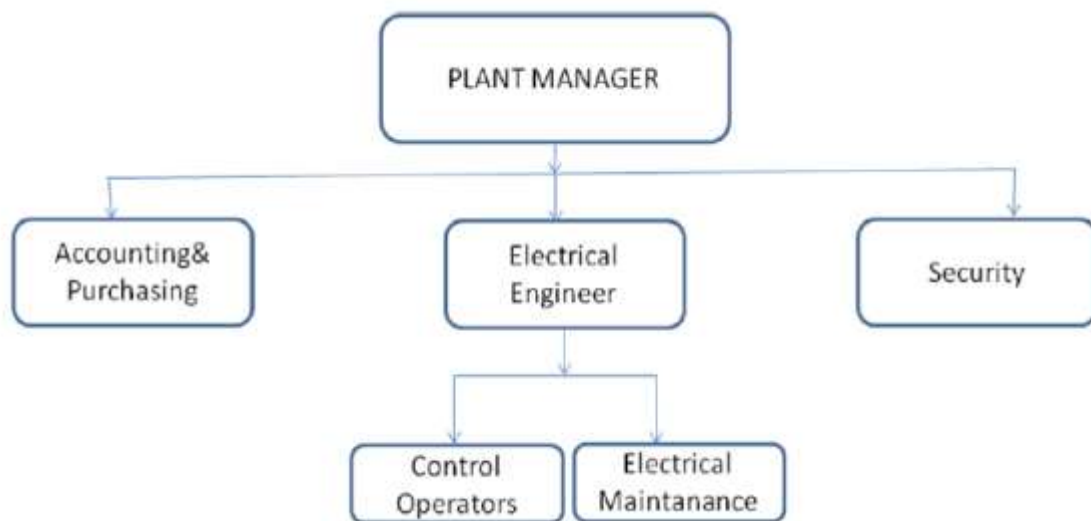 PLANT MANAGER
Accounting&
Purchasing
Electrical
Engineer
Security
Control
Operators
Electrical
Maintanance